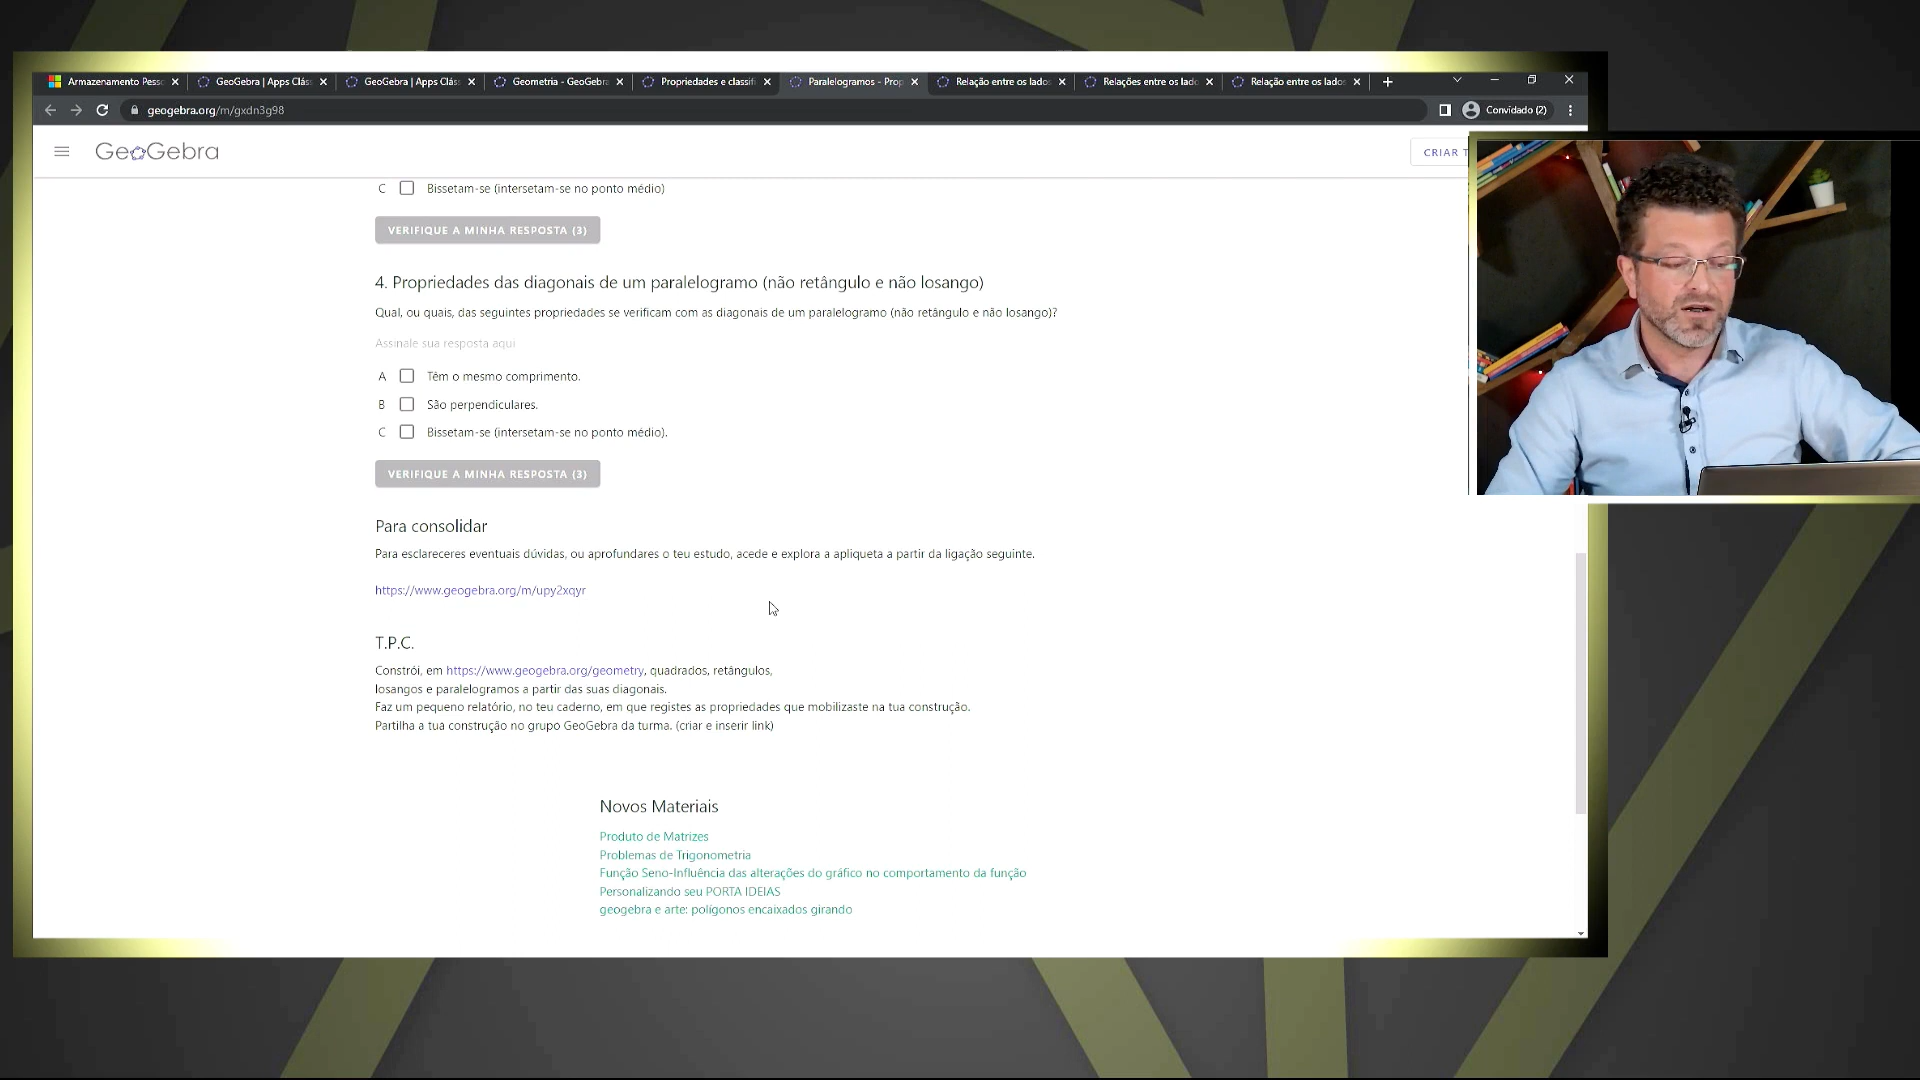 Armazenamento Pesso
GeoGebra | Apps Cláss
GeoGebra | Apps Cláss
Geometria - GeoGebra
Propriedades e classifi
Paralelogramos - Prop
Relação entre os lados
Relações entre os lado
Relação entre os lados
geogebra.org/m/gxdn3g98
Convidado (2)
GeoGebra
CRIAR T
C Bissetam-se (intersetam-se no ponto médio)
VERIFIQUE A MINHA RESPOSTA (3)
4. Propriedades das diagonais de um paralelogramo (não retângulo e não losango)
Qual, ou quais, das seguintes propriedades se verificam com as diagonais de um paralelogramo (não retângulo e não losango)?
Assinale sua resposta aqui
A Têm o mesmo comprimento.
B São perpendiculares.
C Bissetam-se (intersetam-se no ponto médio).
VERIFIQUE A MINHA RESPOSTA (3)
Para consolidar
Para esclareceres eventuais dúvidas, ou aprofundares o teu estudo, acede e explora a apliqueta a partir da ligação seguinte.
https://www.geogebra.org/m/upy2xqyr
T.P.C.
Constrói, em https://www.geogebra.org/geometry, quadrados, retângulos,
losangos e paralelogramos a partir das suas diagonais.
Faz um pequeno relatório, no teu caderno, em que registes as propriedades que mobilizaste na tua construção.
Partilha a tua construção no grupo GeoGebra da turma. (criar e inserir link)
Novos Materiais
Produto de Matrizes
Problemas de Trigonometria
Função Seno-Influência das alterações do gráfico no comportamento da função
Personalizando seu PORTA IDEIAS
geogebra e arte: polígonos encaixados girando